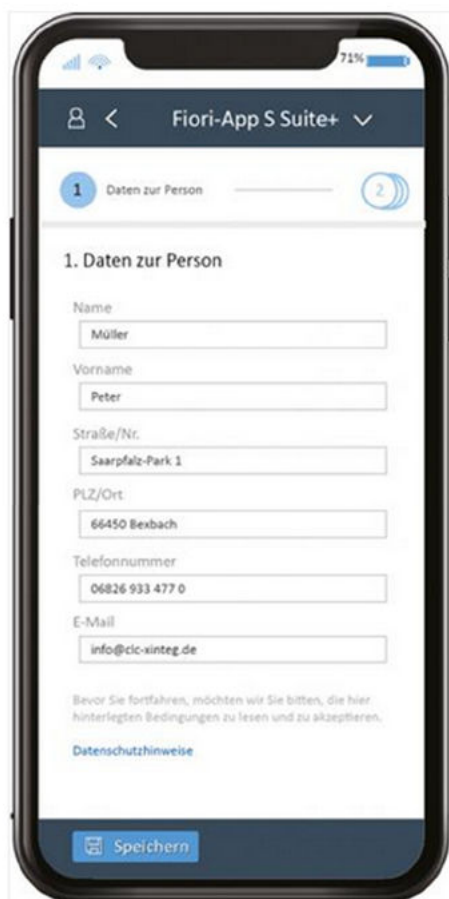 71%
Fiori-App S Suite+
1 Daten zur Person 2
1. Daten zur Person
Name
Müller
Vorname
Peter
Straße/Nr.
Saarpfalz-Park 1
PLZ/Ort
66450 Bexbach
Telefonnummer
06826 933 477 0
E-Mail
info@clc-xinteg.de
Bevor Sie fortfahren, möchten wir Sie bitten, die hier
hinterlegten Bedingungen zu lesen und zu akzeptieren.
Datenschutzhinweise
Speichern